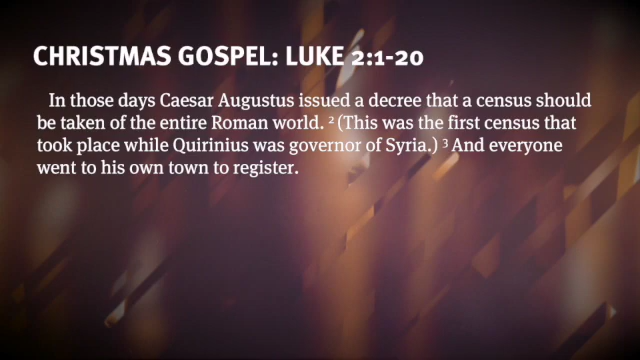 CHRISTMAS GOSPEL: LUKE 2:1-20
In those days Caesar Augustus issued a decree that a census should
be taken of the entire Roman world. ² (This was the first census that
took place while Quirinius was governor of Syria.) ³ And everyone
went to his own town to register.